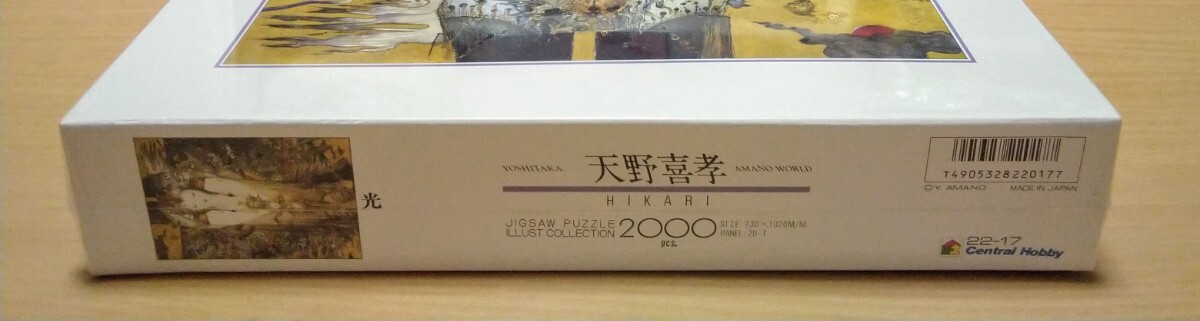 光
YOSHITAKA 天野喜孝 AMANO WORLD
HIKARI
JIGSAW PUZZLE
ILLUST COLLECTION
2000
pcs.
SIZE 730×1020M/M
PANEL:20-T
T4905328220177
©Y. AMANO MADE IN JAPAN
22-17
Central Hobby